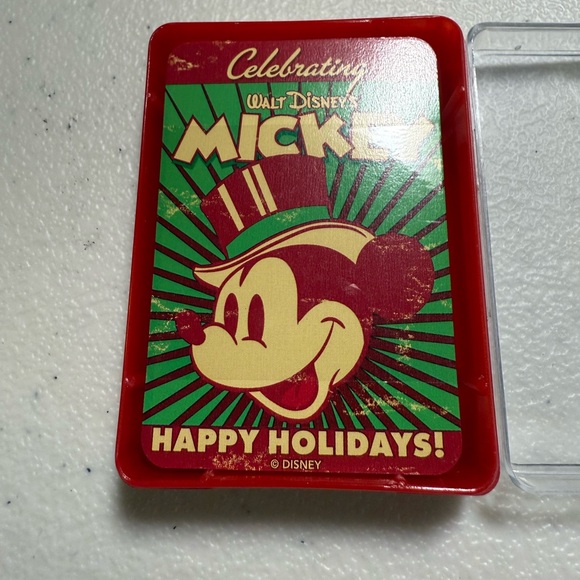 Celebrating
WALT DISNEY'S
MICKEY
HAPPY HOLIDAYS!
© DISNEY